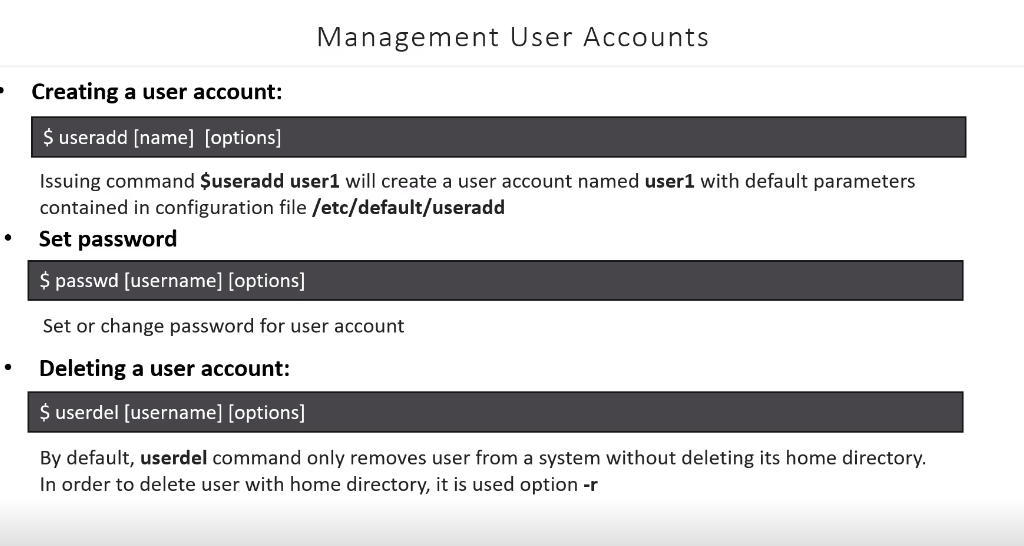 Management User Accounts
• Creating a user account:
$ useradd [name]  [options]
Issuing command $useradd user1 will create a user account named user1 with default parameters
contained in configuration file /etc/default/useradd
• Set password
$ passwd [username] [options]
Set or change password for user account
• Deleting a user account:
$ userdel [username] [options]
By default, userdel command only removes user from a system without deleting its home directory.
In order to delete user with home directory, it is used option -r